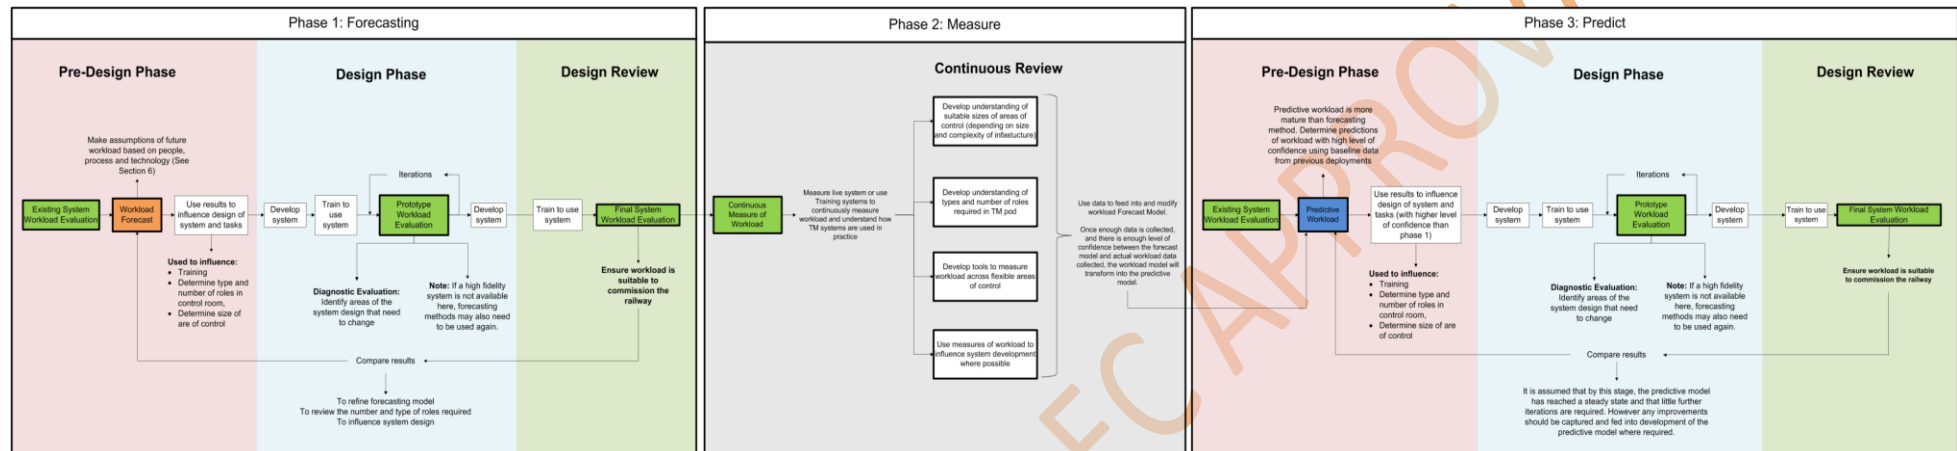 Phase 1: Forecasting
Pre-Design Phase
Design Phase
Design Review
Make assumptions of future
workload based on people,
process and technology (See
Section 6)
Existing System
Workload Evaluation
Workload
Forecast
Use results to
influence design of
system and tasks
Develop
system
Train to
use
system
Iterations
Prototype
Workload
Evaluation
Develop
system
Train to use
system
Final System
Workload Evaluation
Used to influence:
• Training
• Determine type and
number of roles in
control room,
• Determine size of
are of control
Diagnostic Evaluation:
Identify areas of the
system design that need
to change
Note: If a high fidelity
system is not available
here, forecasting
methods may also need
to be used again.
Ensure workload is
suitable to
commission the
railway
Compare results
To refine forecasting model
To review the number and type of roles required
To influence system design
Phase 2: Measure
Continuous Review
Continuous
Measure of
Workload
Measure live system or use
Training systems to
continuously measure
workload and understand how
TM systems are used in
practice
Develop understanding of
suitable sizes of areas of
control (depending on size
and complexity of infastucture)
Develop understanding of
types and number of roles
required in TM pod
Develop tools to measure
workload across flexible areas
of control
Use measures of workload to
influence system development
where possible
Use data to feed into and modify
workload Forecast Model.
Once enough data is collected,
and there is enough level of
confidence between the forecast
model and actual workload data
collected, the workload model will
transform into the predictive
model.
Phase 3: Predict
Pre-Design Phase
Design Phase
Design Review
Predictive workload is more
mature than forecasting
method. Determine predictions
of workload with high level of
confidence using baseline data
from previous deployments
Existing System
Workload Evaluation
Predictive
Workload
Use results to influence
design of system and
tasks (with higher level
of confidence than
phase 1)
Develop
system
Train to use
system
Iterations
Prototype
Workload
Evaluation
Develop
system
Train to use
system
Final System Workload
Evaluation
Used to influence:
• Training
• Determine type and
number of roles in
control room,
• Determine size of are
of control
Diagnostic Evaluation:
Identify areas of the
system design that need
to change
Note: If a high fidelity
system is not available
here, forecasting
methods may also need
to be used again.
Ensure workload is suitable
to commission the railway
Compare results
It is assumed that by this stage, the predictive model
has reached a steady state and that little further
iterations are required. However any improvements
should be captured and fed into development of the
predictive model where required.
EC APPROV